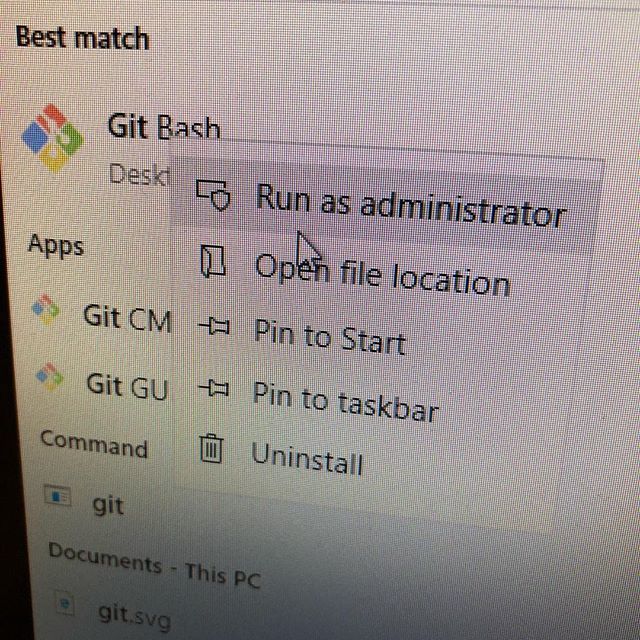 Best match
Git Bash
Deskt
Run as administrator
Apps
Open file location
Git CM
Pin to Start
Git GU
Pin to taskbar
Command
Uninstall
git
Documents - This PC
git.svg